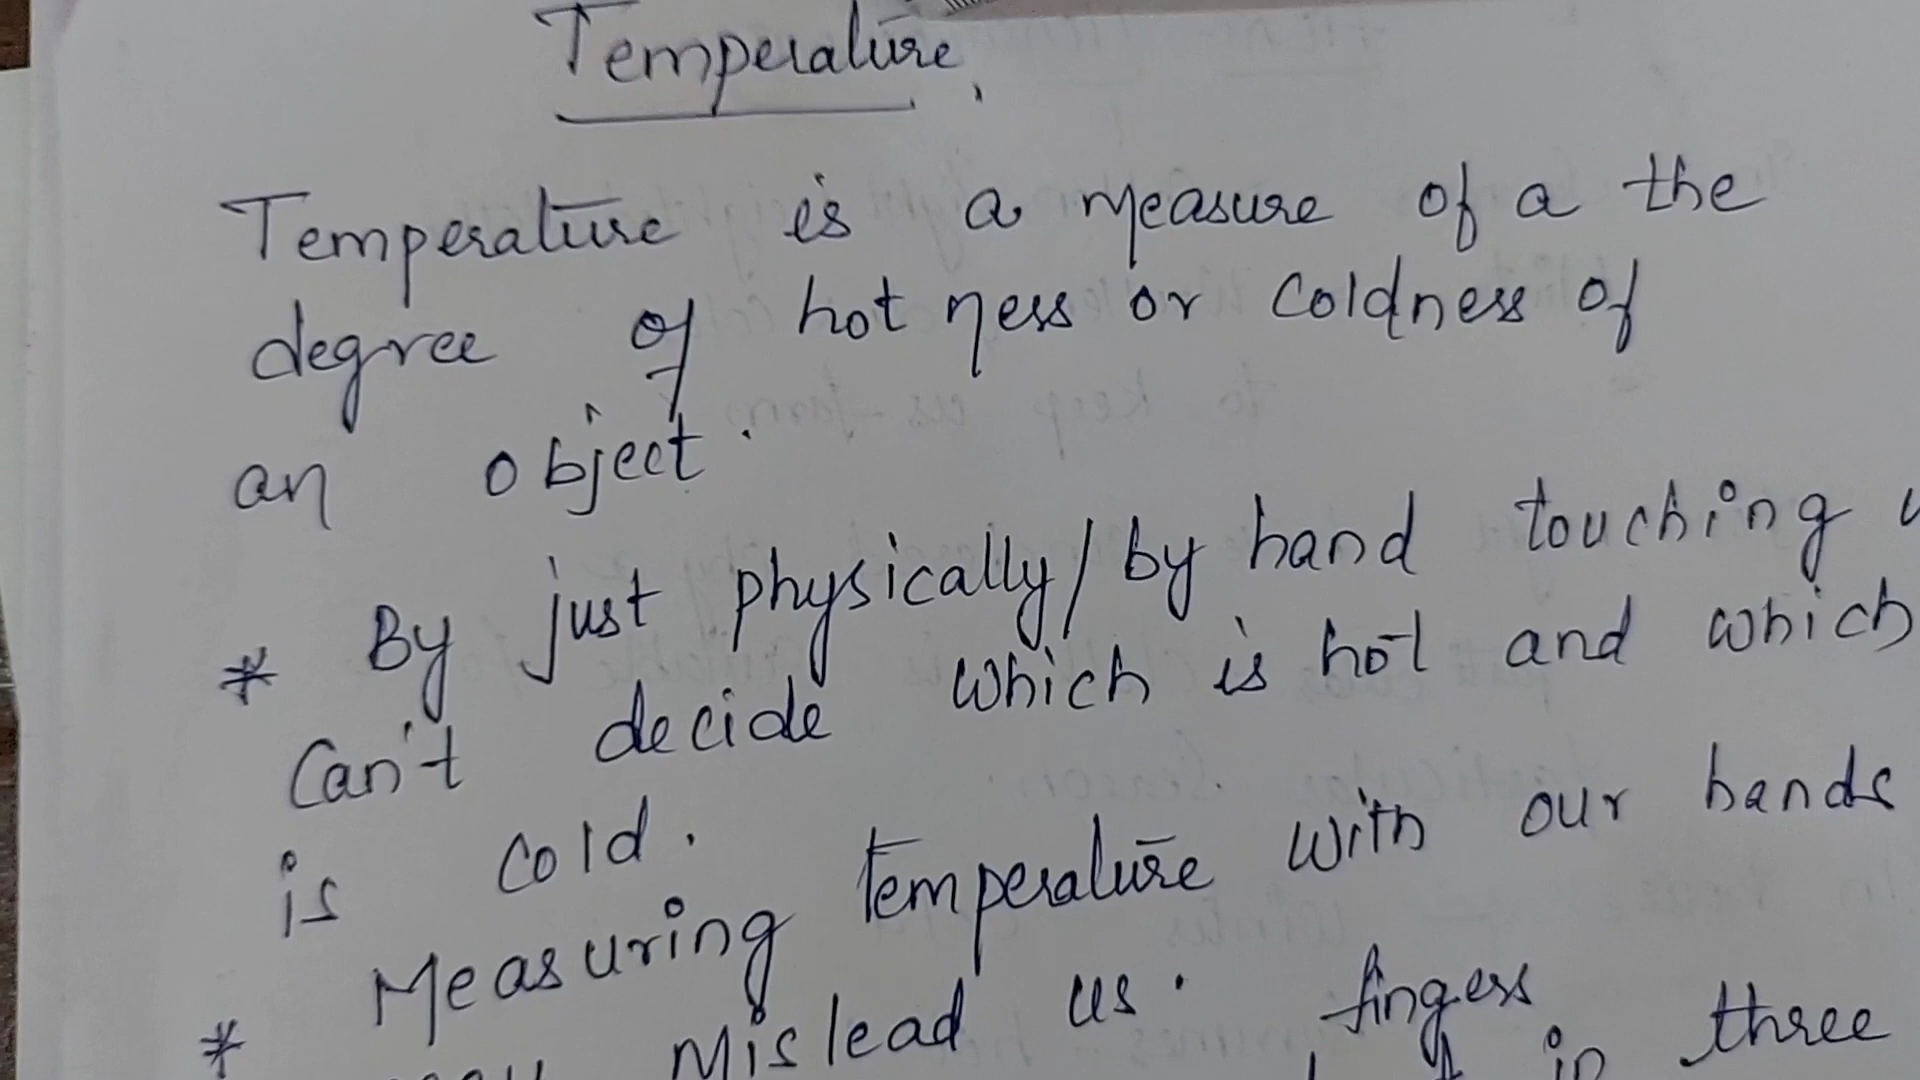 Temperature
Temperature is a measure of a the
degree of hot ness or coldness of
an object.
* By just physically/by hand touching
Can't decide which is hot and which
is cold.
* Measuring temperature with our hands
mislead us. fingers
in three